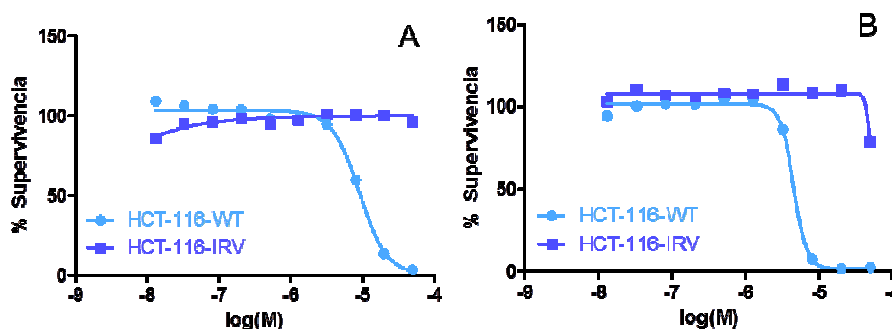 A
150
100
50
0
% Supervivencia
HCT-116-WT
HCT-116-IRV
-9 -8 -7 -6 -5 -4
log(M)
B
150
100
50
0
% Supervivencia
HCT-116-WT
HCT-116-IRV
-9 -8 -7 -6 -5 -4
log(M)